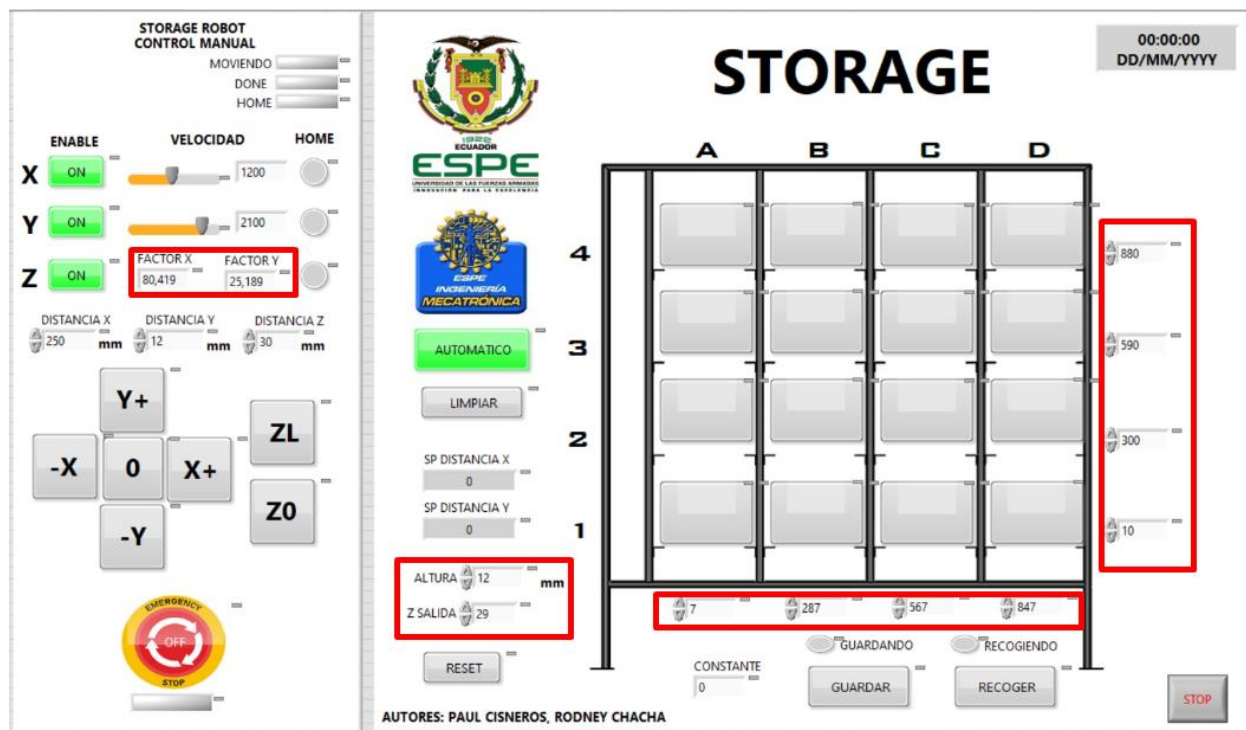 STORAGE ROBOT
CONTROL MANUAL
MOVIENDO
DONE
HOME
ENABLE VELOCIDAD HOME
X ON 1200
Y ON 2100
FACTOR X FACTOR Y
Z ON 80,419 25,189
DISTANCIA X DISTANCIA Y DISTANCIA Z
250 mm 12 mm 30 mm
Y+
-X 0 X+
-Y
ZL
Z0
EMERGENCY
OFF
STOP
1922
ECUADOR
ESPE
UNIVERSIDAD DE LAS FUERZAS ARMADAS
INNOVACIÓN PARA LA EXCELENCIA
ESPE
INGENIERÍA
MECATRÓNICA
AUTOMATICO
LIMPIAR
SP DISTANCIA X
0
SP DISTANCIA Y
0
ALTURA 12 mm
Z SALIDA 29
RESET
STORAGE
00:00:00
DD/MM/YYYY
A B C D
4 880
3 590
2 300
1 10
7 287 567 847
GUARDANDO RECOGIENDO
CONSTANTE
0
GUARDAR RECOGER
STOP
AUTORES: PAUL CISNEROS, RODNEY CHACHA